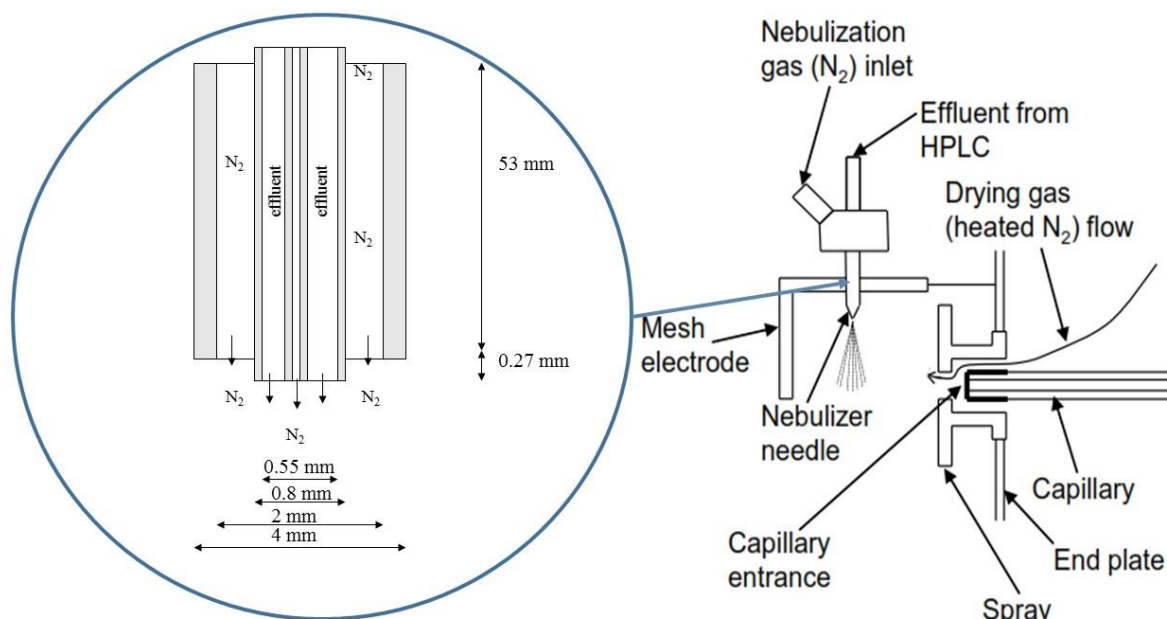 N₂
N₂
N₂
effluent
effluent
53 mm
0.27 mm
N₂
N₂
N₂
0.55 mm
0.8 mm
2 mm
4 mm
Nebulization
gas (N₂) inlet
Effluent from
HPLC
Drying gas
(heated N₂) flow
Mesh
electrode
Nebulizer
needle
Capillary
entrance
Capillary
End plate
Spray